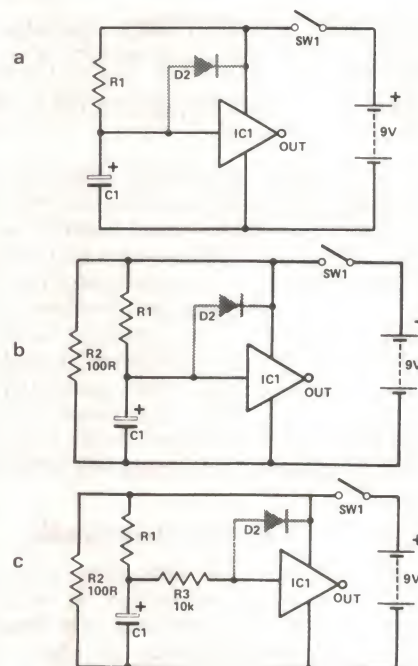 a
R1
C1
+
D2
IC1
OUT
SW1
+
9V
b
R2
100R
R1
C1
+
D2
IC1
OUT
SW1
+
9V
c
R2
100R
R1
C1
+
R3
10k
D2
IC1
OUT
SW1
+
9V